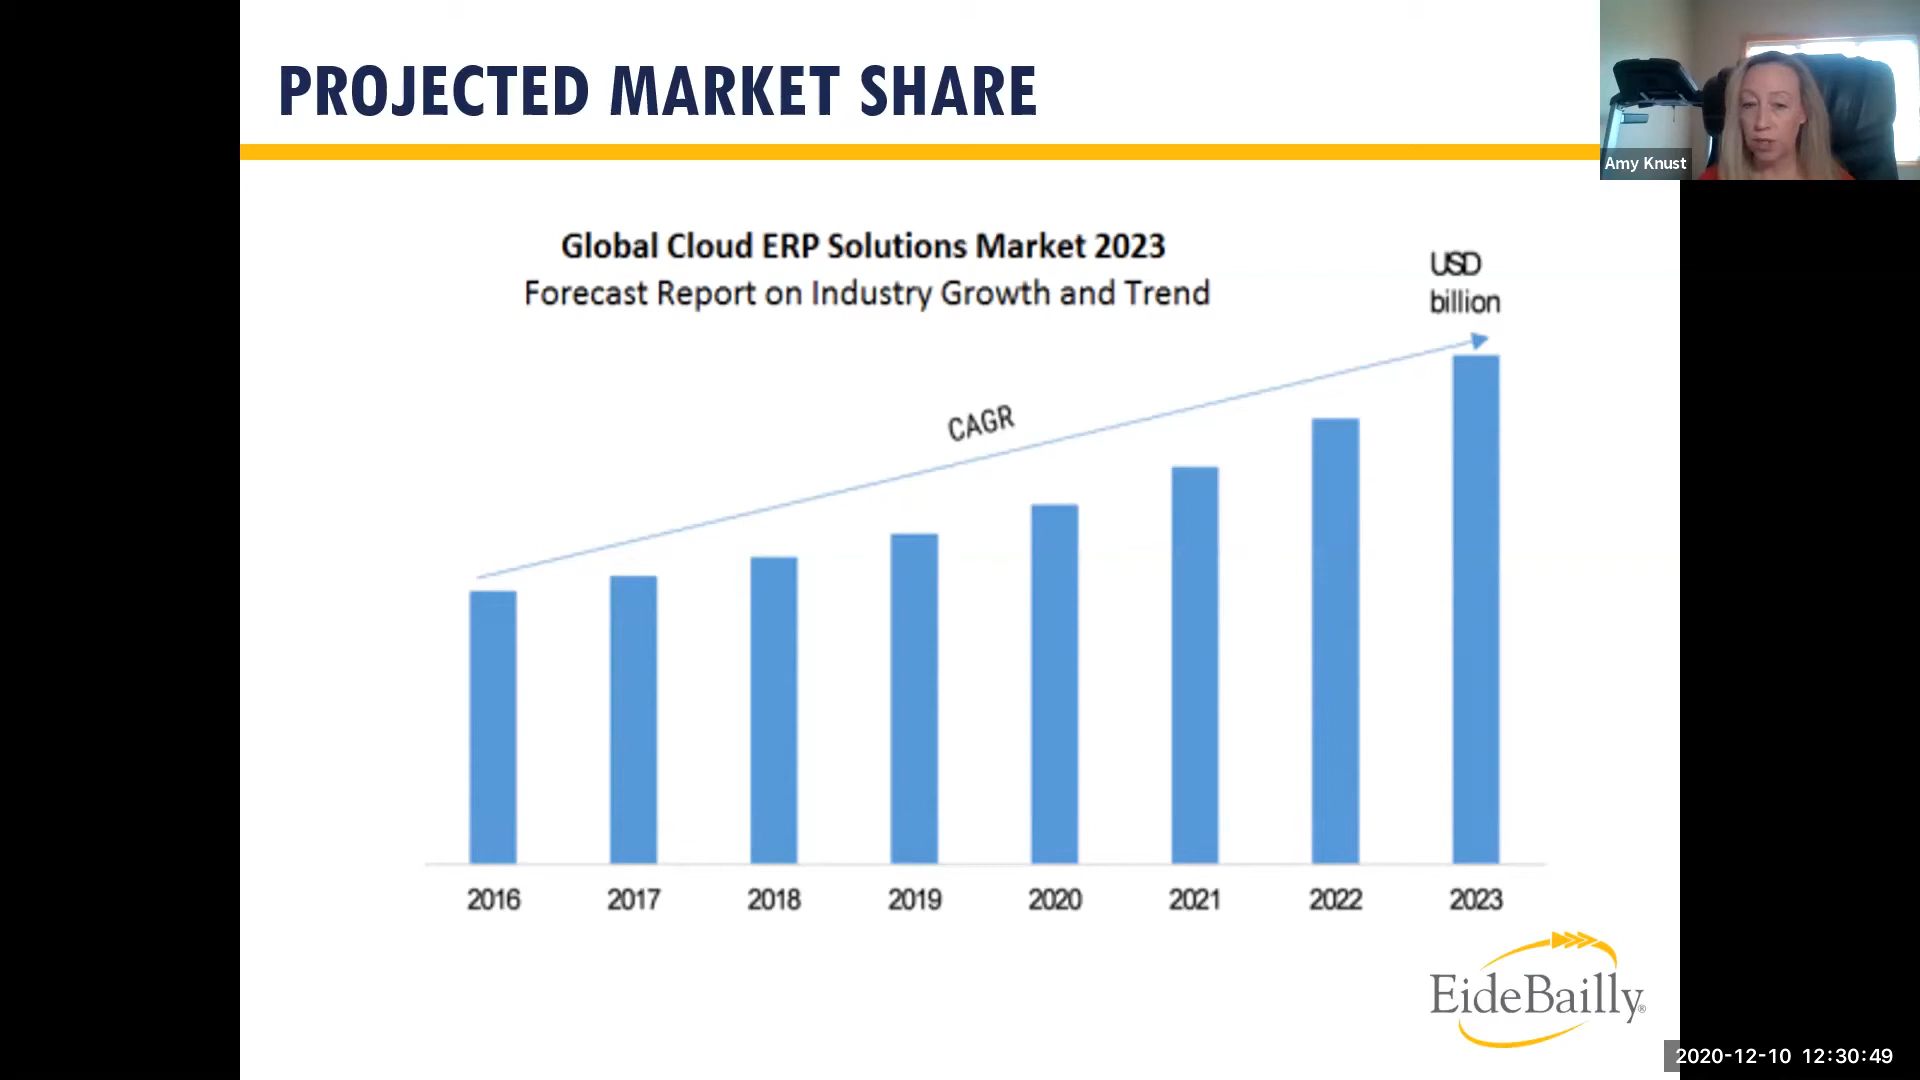 PROJECTED MARKET SHARE
Amy Knust
Global Cloud ERP Solutions Market 2023
Forecast Report on Industry Growth and Trend
USD
billion
CAGR
2016 2017 2018 2019 2020 2021 2022 2023
EideBailly®
2020-12-10 12:30:49